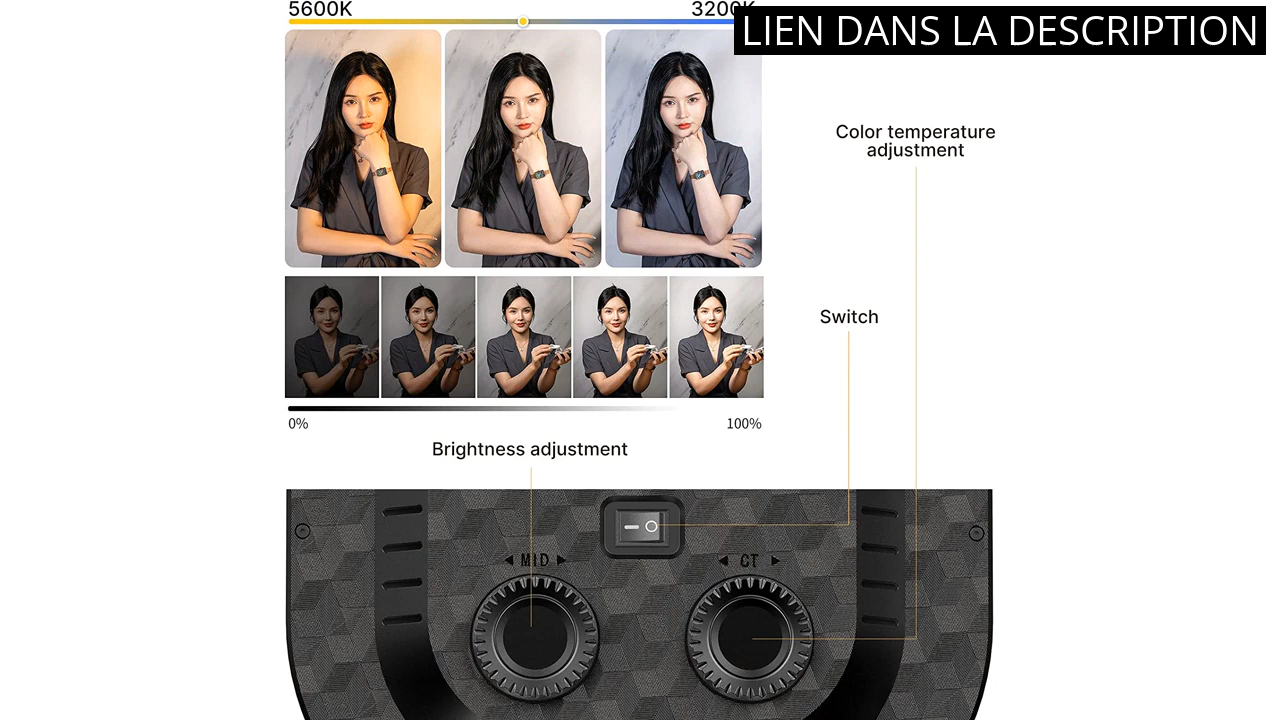 5600K
3200K
LIEN DANS LA DESCRIPTION
Color temperature
adjustment
Switch
0%
100%
Brightness adjustment
MID
CT